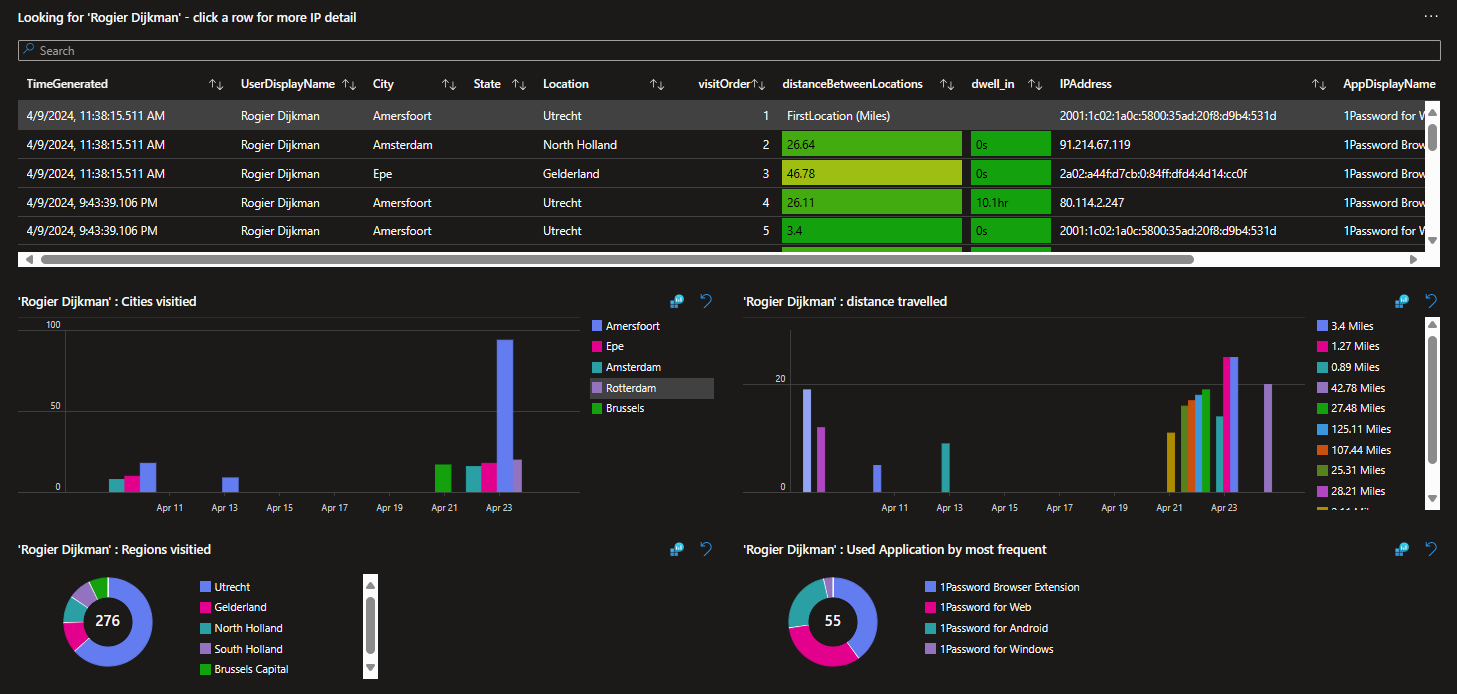 Looking for 'Rogier Dijkman' - click a row for more IP detail
Search
TimeGenerated UserDisplayName City State Location visitOrder distanceBetweenLocations dwell_in IPAddress AppDisplayName
4/9/2024, 11:38:15.511 AM Rogier Dijkman Amersfoort Utrecht 1 FirstLocation (Miles) 2001:1c02:1a0c:5800:35ad:20f8:d9b4:531d 1Password for W
4/9/2024, 11:38:15.511 AM Rogier Dijkman Amsterdam North Holland 2 26.64 0s 91.214.67.119 1Password Brow
4/9/2024, 11:38:15.511 AM Rogier Dijkman Epe Gelderland 3 46.78 0s 2a02:a44f:d7cb:0:84ff:dfd4:4d14:cc0f 1Password Brow
4/9/2024, 9:43:39.106 PM Rogier Dijkman Amersfoort Utrecht 4 26.11 10.1hr 80.114.2.247 1Password Brow
4/9/2024, 9:43:39.106 PM Rogier Dijkman Amersfoort Utrecht 5 3.4 0s 2001:1c02:1a0c:5800:35ad:20f8:d9b4:531d 1Password for W
'Rogier Dijkman' : Cities visitied
100
50
0
Apr 11 Apr 13 Apr 15 Apr 17 Apr 19 Apr 21 Apr 23
Amersfoort
Epe
Amsterdam
Rotterdam
Brussels
'Rogier Dijkman' : distance travelled
20
0
Apr 11 Apr 13 Apr 15 Apr 17 Apr 19 Apr 21 Apr 23
3.4 Miles
1.27 Miles
0.89 Miles
42.78 Miles
27.48 Miles
125.11 Miles
107.44 Miles
25.31 Miles
28.21 Miles
'Rogier Dijkman' : Regions visitied
276
Utrecht
Gelderland
North Holland
South Holland
Brussels Capital
'Rogier Dijkman' : Used Application by most frequent
55
1Password Browser Extension
1Password for Web
1Password for Android
1Password for Windows